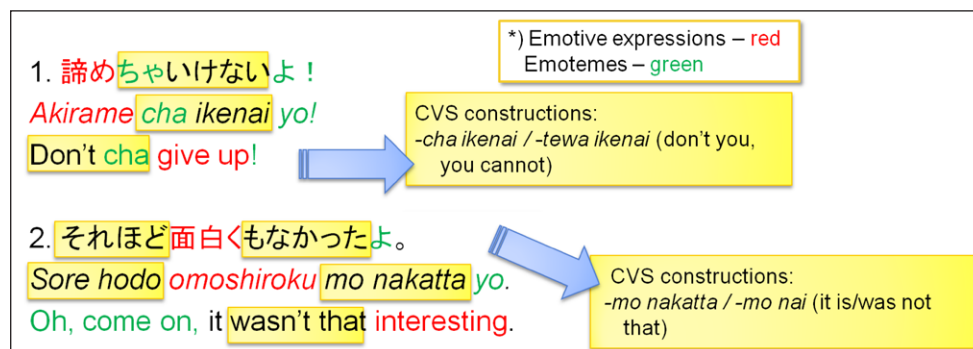 *) Emotive expressions – red
Emotemes – green
1. 諦めちゃいけないよ！
Akirame cha ikenai yo!
Don't cha give up!
CVS constructions:
-cha ikenai / -tewa ikenai (don't you,
you cannot)
2. それほど面白くもなかったよ。
Sore hodo omoshiroku mo nakatta yo.
Oh, come on, it wasn't that interesting.
CVS constructions:
-mo nakatta / -mo nai (it is/was not
that)